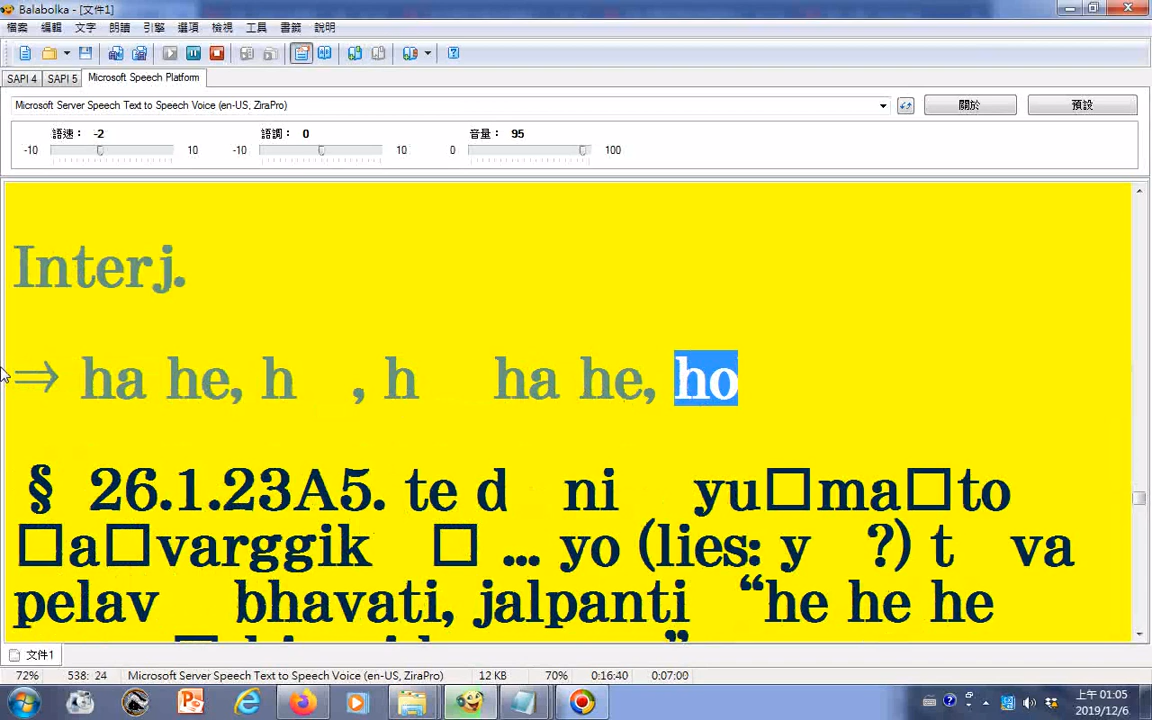 Balabolka - [文件1]
檔案 編輯 文字 朗讀 引擎 選項 檢視 工具 書籤 說明
SAPI 4 SAPI 5 Microsoft Speech Platform
Microsoft Server Speech Text to Speech Voice (en-US, ZiraPro) 關於 預設
語速： -2 語調： 0 音量： 95
-10 10 -10 10 0 100
Interj.
⇒ ha he, h , h ha he, ho
§ 26.1.23A5. te d ni yu□ma□to
□a□varggik □ ... yo (lies: y ?) t va
pelav bhavati, jalpanti “he he he
文件1
72% 538: 24 Microsoft Server Speech Text to Speech Voice (en-US, ZiraPro) 12 KB 70% 0:16:40 0:07:00
上午 01:05
2019/12/6